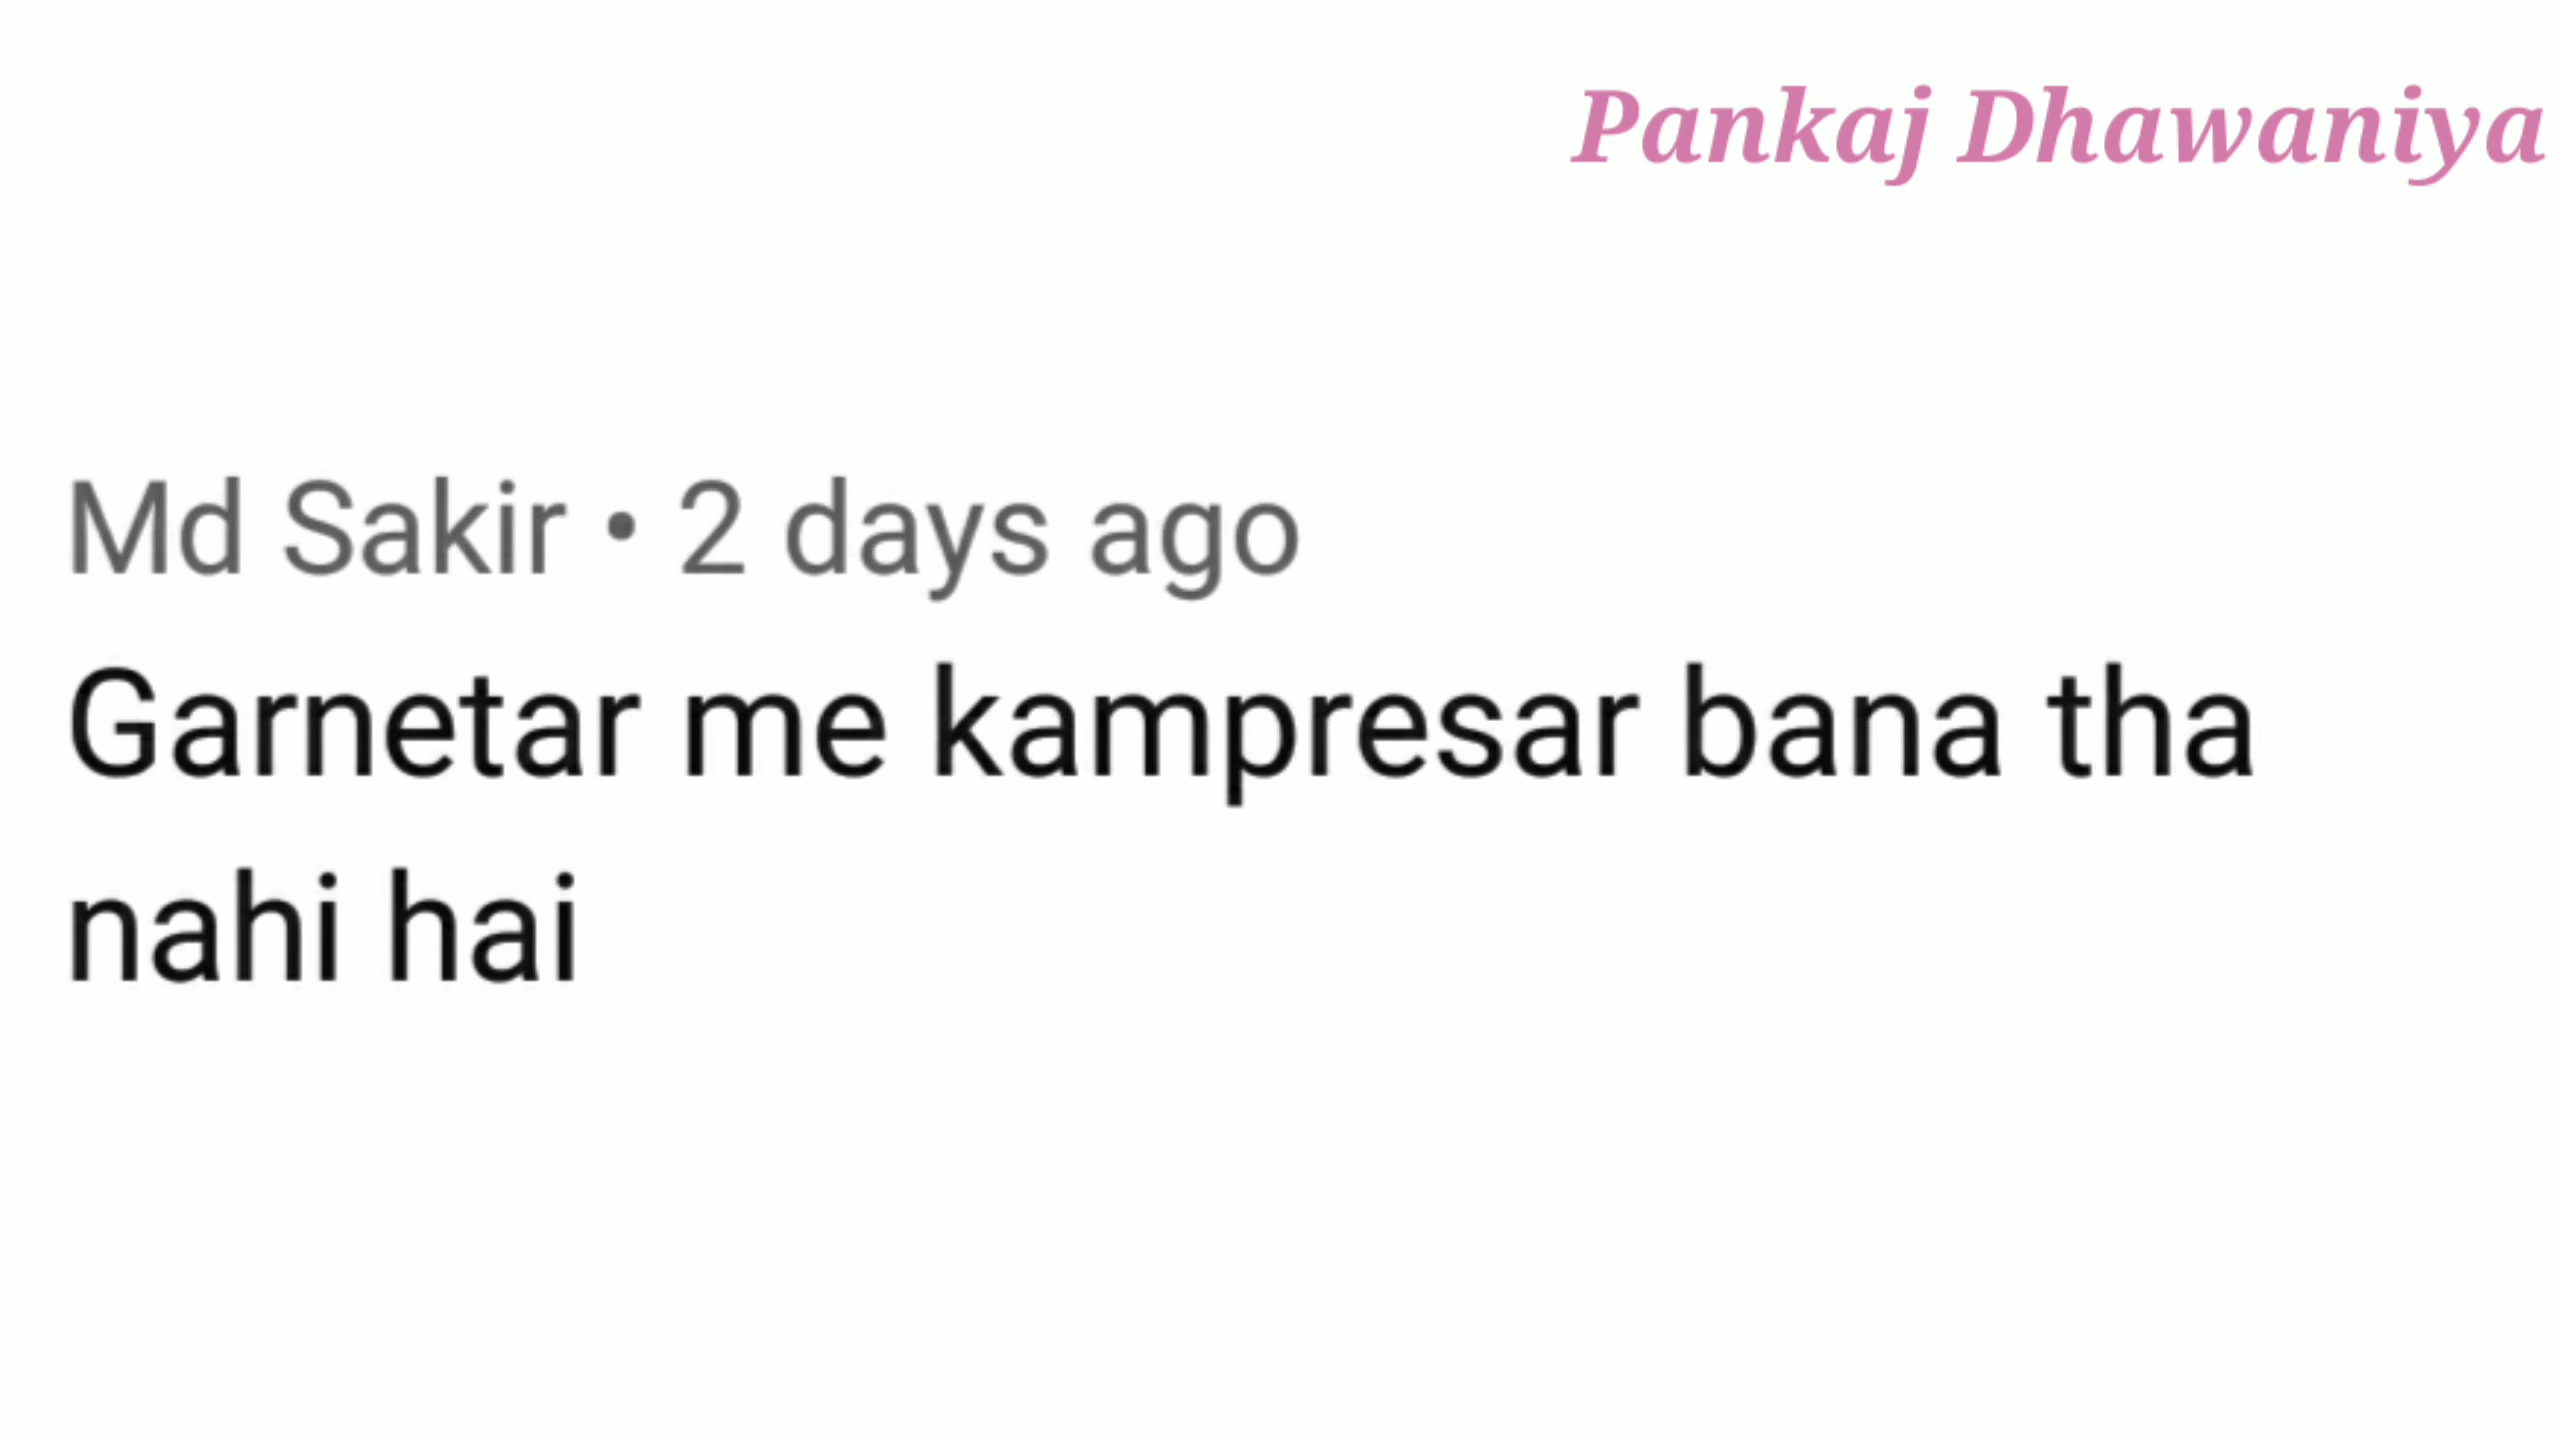 Pankaj Dhawaniya
Md Sakir • 2 days ago
Garnetar me kampresar bana tha
nahi hai